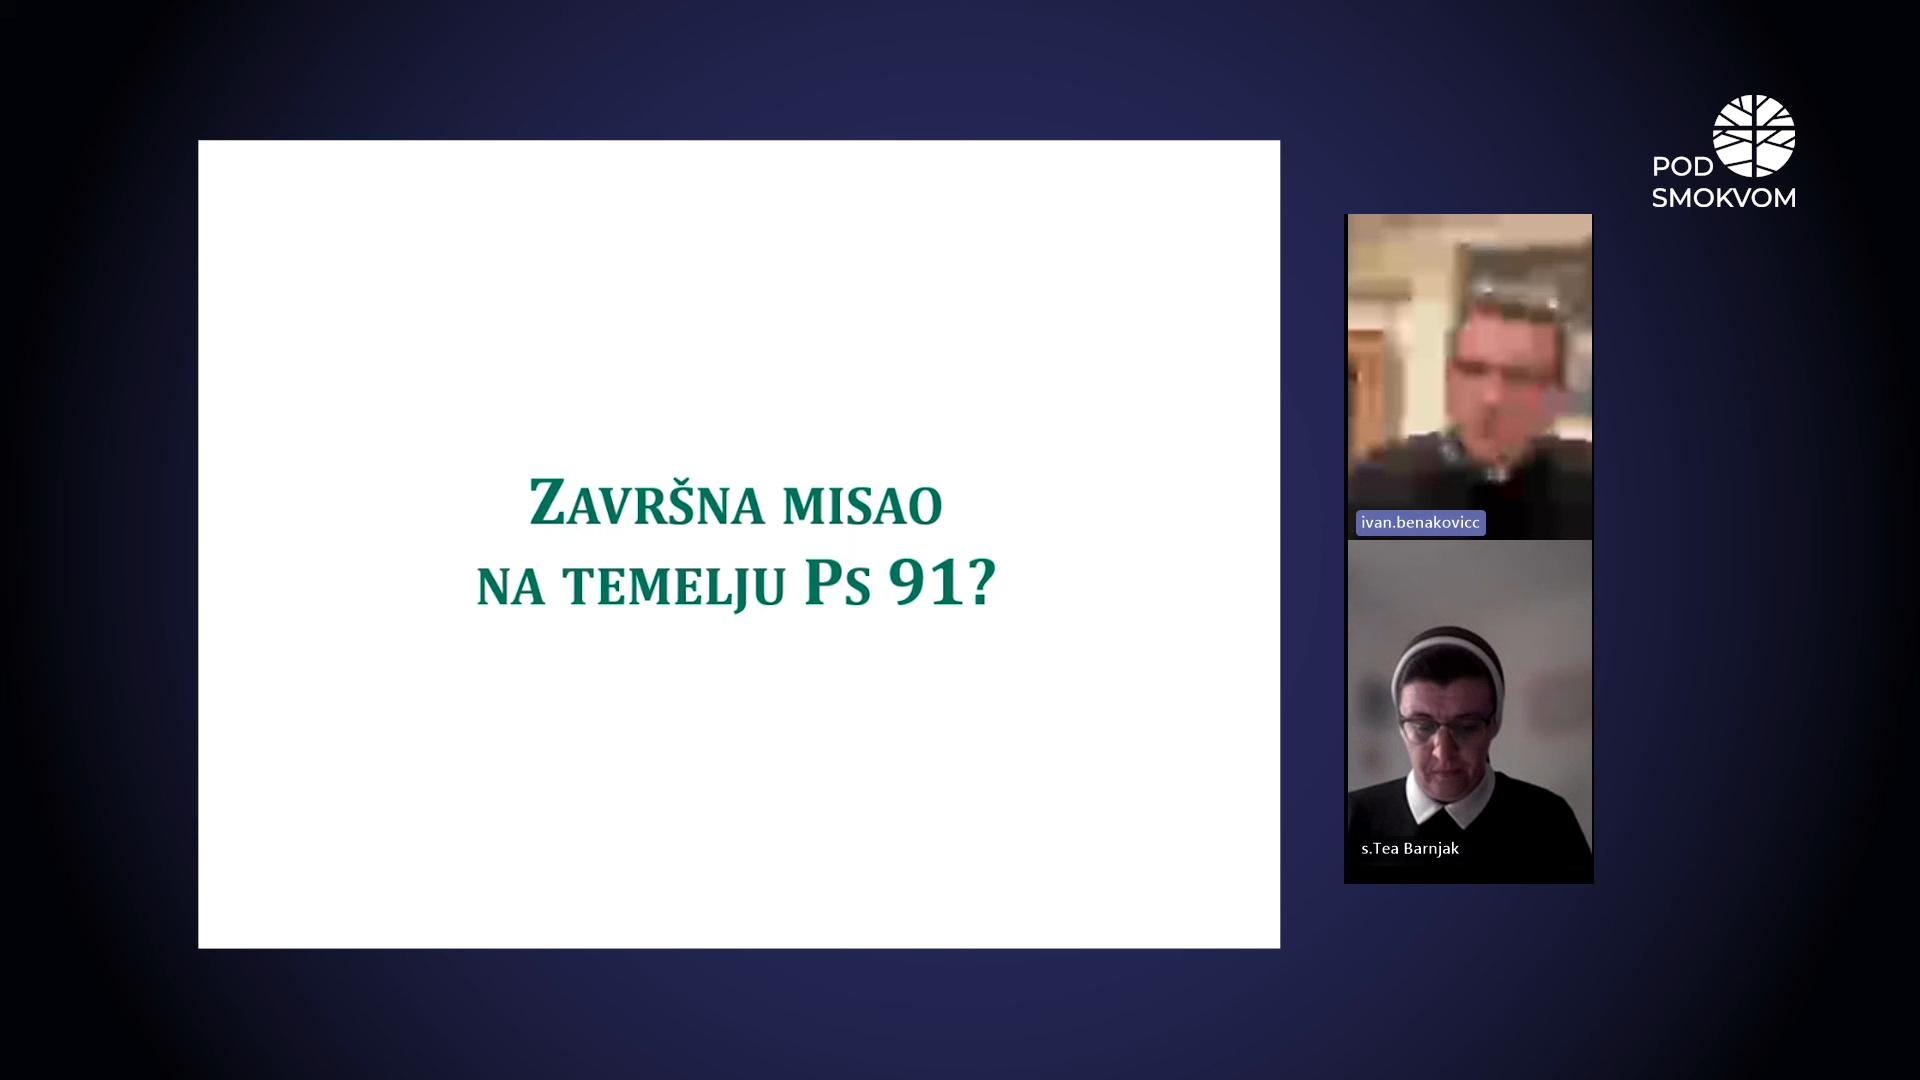 ZAVRŠNA MISAO
NA TEMELJU PS 91?
POD
SMOKVOM
ivan.benakovicc
s.Tea Barnjak